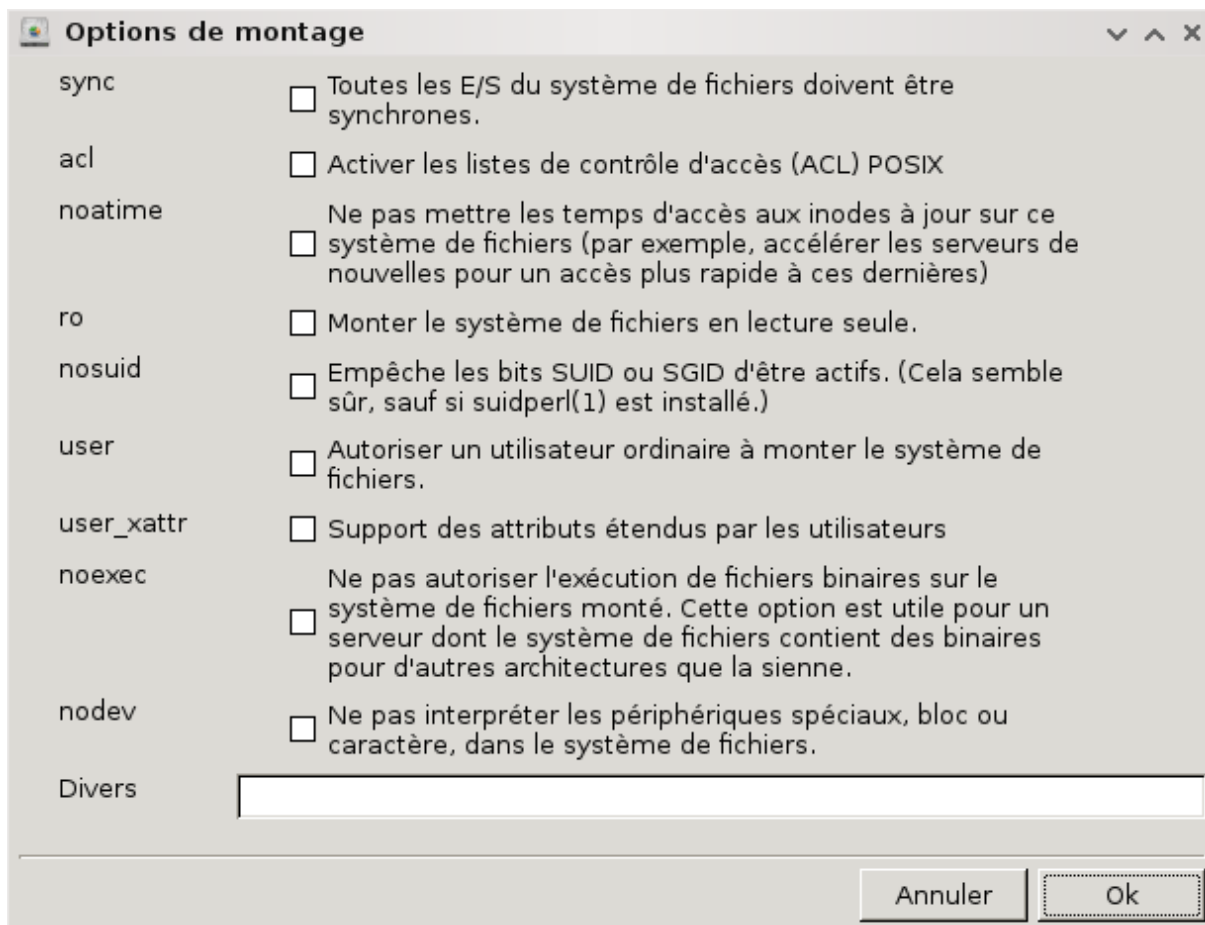 Options de montage
sync
Toutes les E/S du système de fichiers doivent être
synchrones.
acl
Activer les listes de contrôle d'accès (ACL) POSIX
noatime
Ne pas mettre les temps d'accès aux inodes à jour sur ce
système de fichiers (par exemple, accélérer les serveurs de
nouvelles pour un accès plus rapide à ces dernières)
ro
Monter le système de fichiers en lecture seule.
nosuid
Empêche les bits SUID ou SGID d'être actifs. (Cela semble
sûr, sauf si suidperl(1) est installé.)
user
Autoriser un utilisateur ordinaire à monter le système de
fichiers.
user_xattr
Support des attributs étendus par les utilisateurs
noexec
Ne pas autoriser l'exécution de fichiers binaires sur le
système de fichiers monté. Cette option est utile pour un
serveur dont le système de fichiers contient des binaires
pour d'autres architectures que la sienne.
nodev
Ne pas interpréter les périphériques spéciaux, bloc ou
caractère, dans le système de fichiers.
Divers
Annuler
Ok